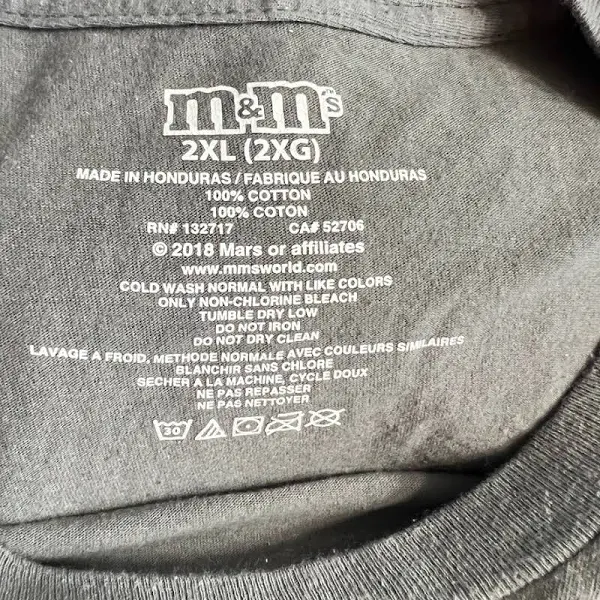 m&m's
2XL (2XG)
MADE IN HONDURAS / FABRIQUE AU HONDURAS
100% COTTON
100% COTON
RN# 132717 CA# 52706
© 2018 Mars or affiliates
www.mmsworld.com
COLD WASH NORMAL WITH LIKE COLORS
ONLY NON-CHLORINE BLEACH
TUMBLE DRY LOW
DO NOT IRON
DO NOT DRY CLEAN
LAVAGE A FROID, METHODE NORMALE AVEC COULEURS SIMILAIRES
BLANCHIR SANS CHLORE
SECHER A LA MACHINE, CYCLE DOUX
NE PAS REPASSER
NE PAS NETTOYER
30